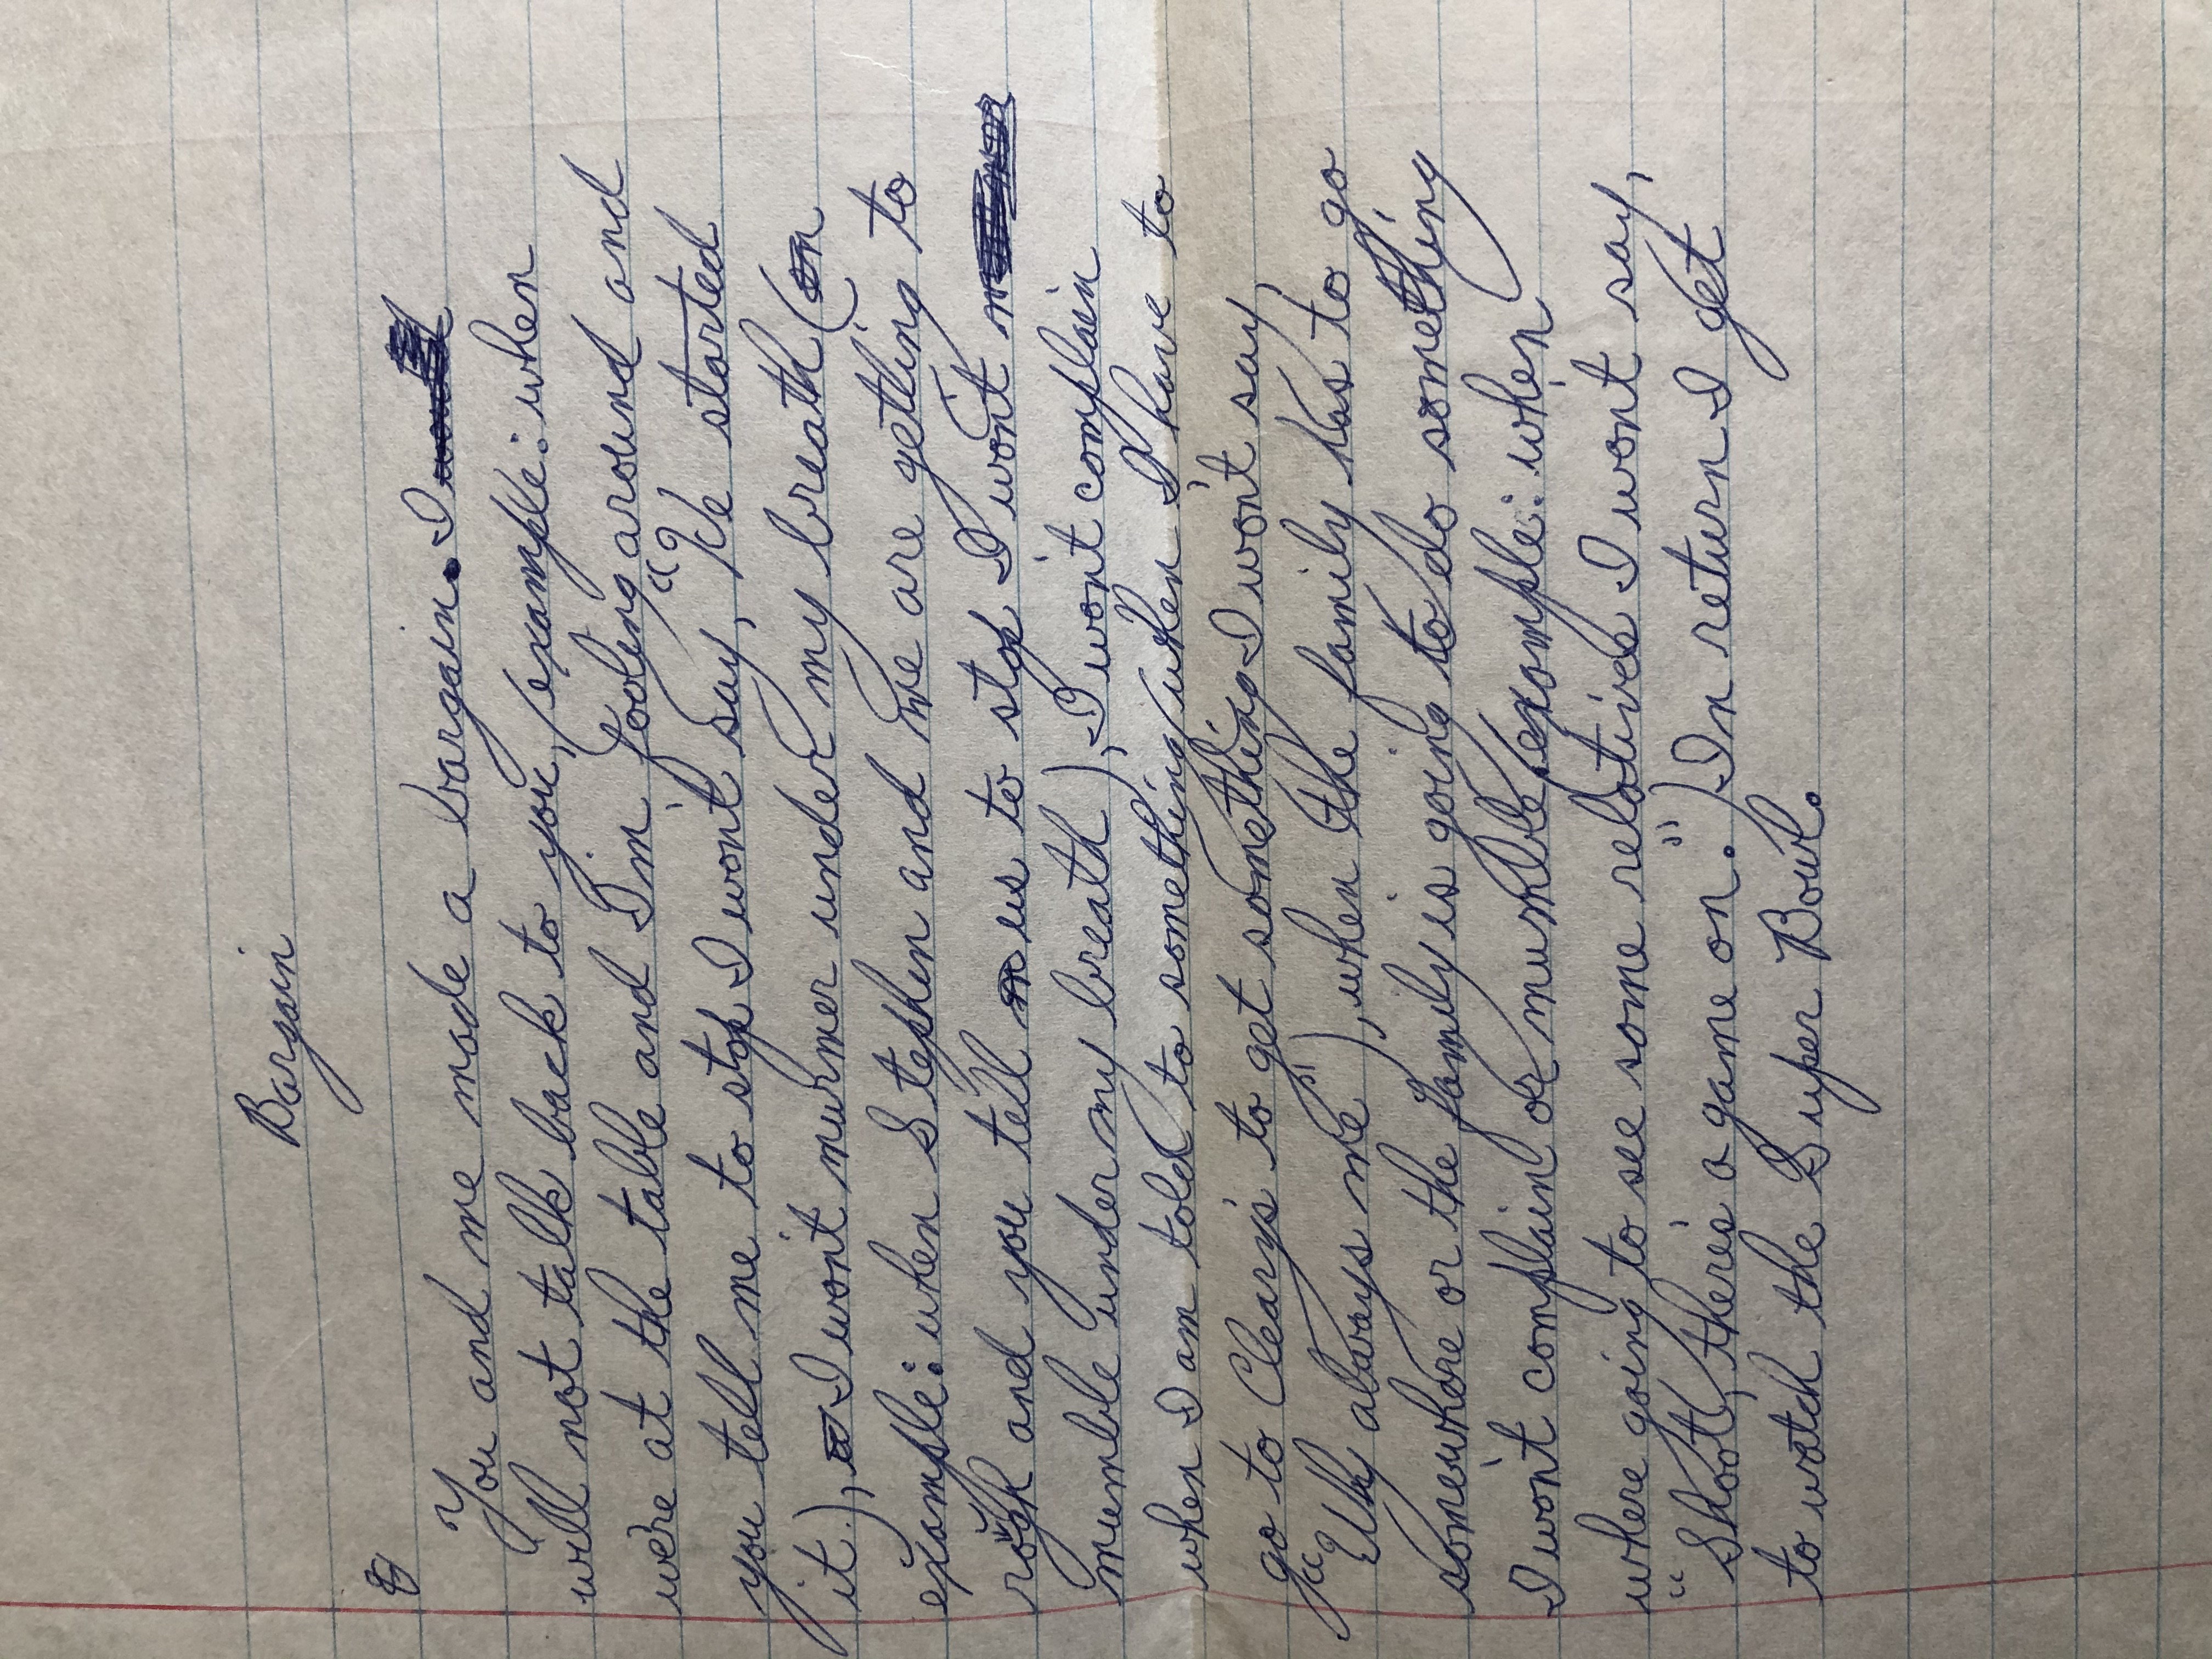 Bargain
8
You and me made a bargain. I
will not talk back to you, (example: when
we're at the table and I'm fooling around and
you tell me to stop I won't say, "He started
it.), I won't murmer under my breath (
example: when Stephen and me are getting to
rough and you tell us to stop I won't
mumble under my breath), I won't complain
when I am told to something (when I have to
go to Cleary's to get something I won't say,
"Why always me"), when the family has to go
somewhere or the family is going to do something
I won't complain or mumble. (example: when
where going to see some relatives I won't say,
"Shoot, there's a game on.") In return I get
to watch the Super Bowl.